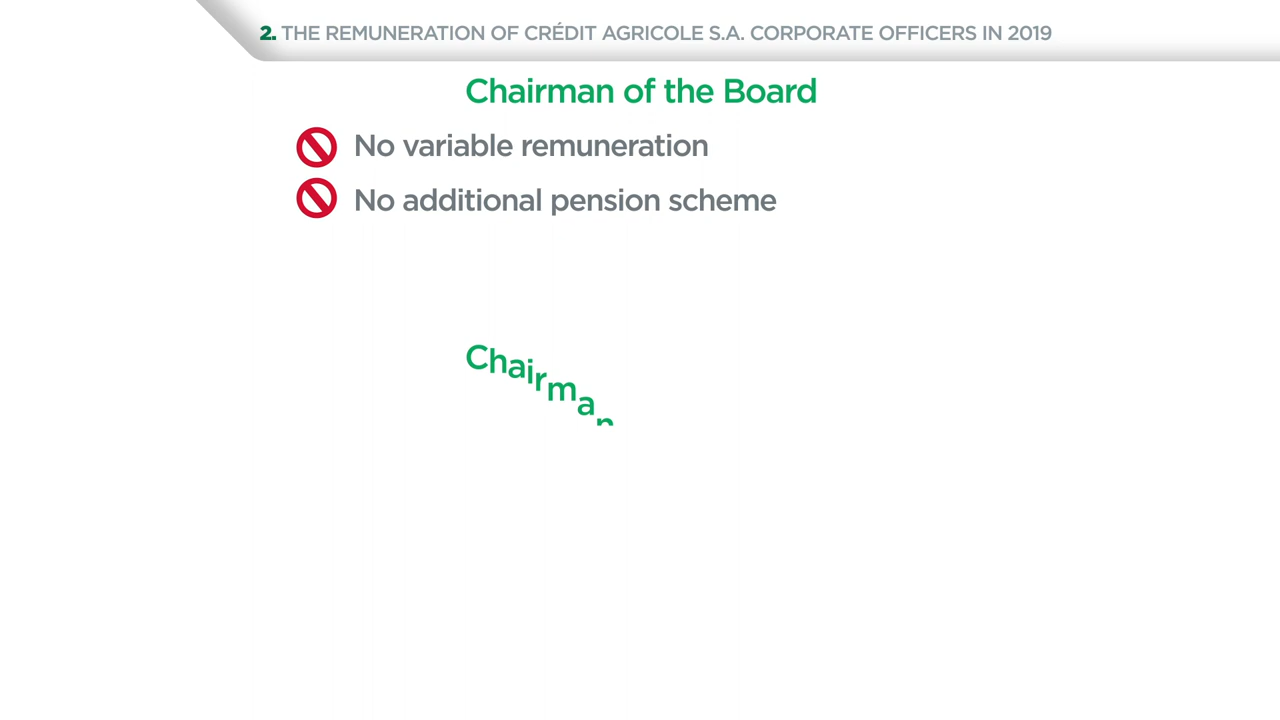 2. THE REMUNERATION OF CRÉDIT AGRICOLE S.A. CORPORATE OFFICERS IN 2019
Chairman of the Board
No variable remuneration
No additional pension scheme
Chairman